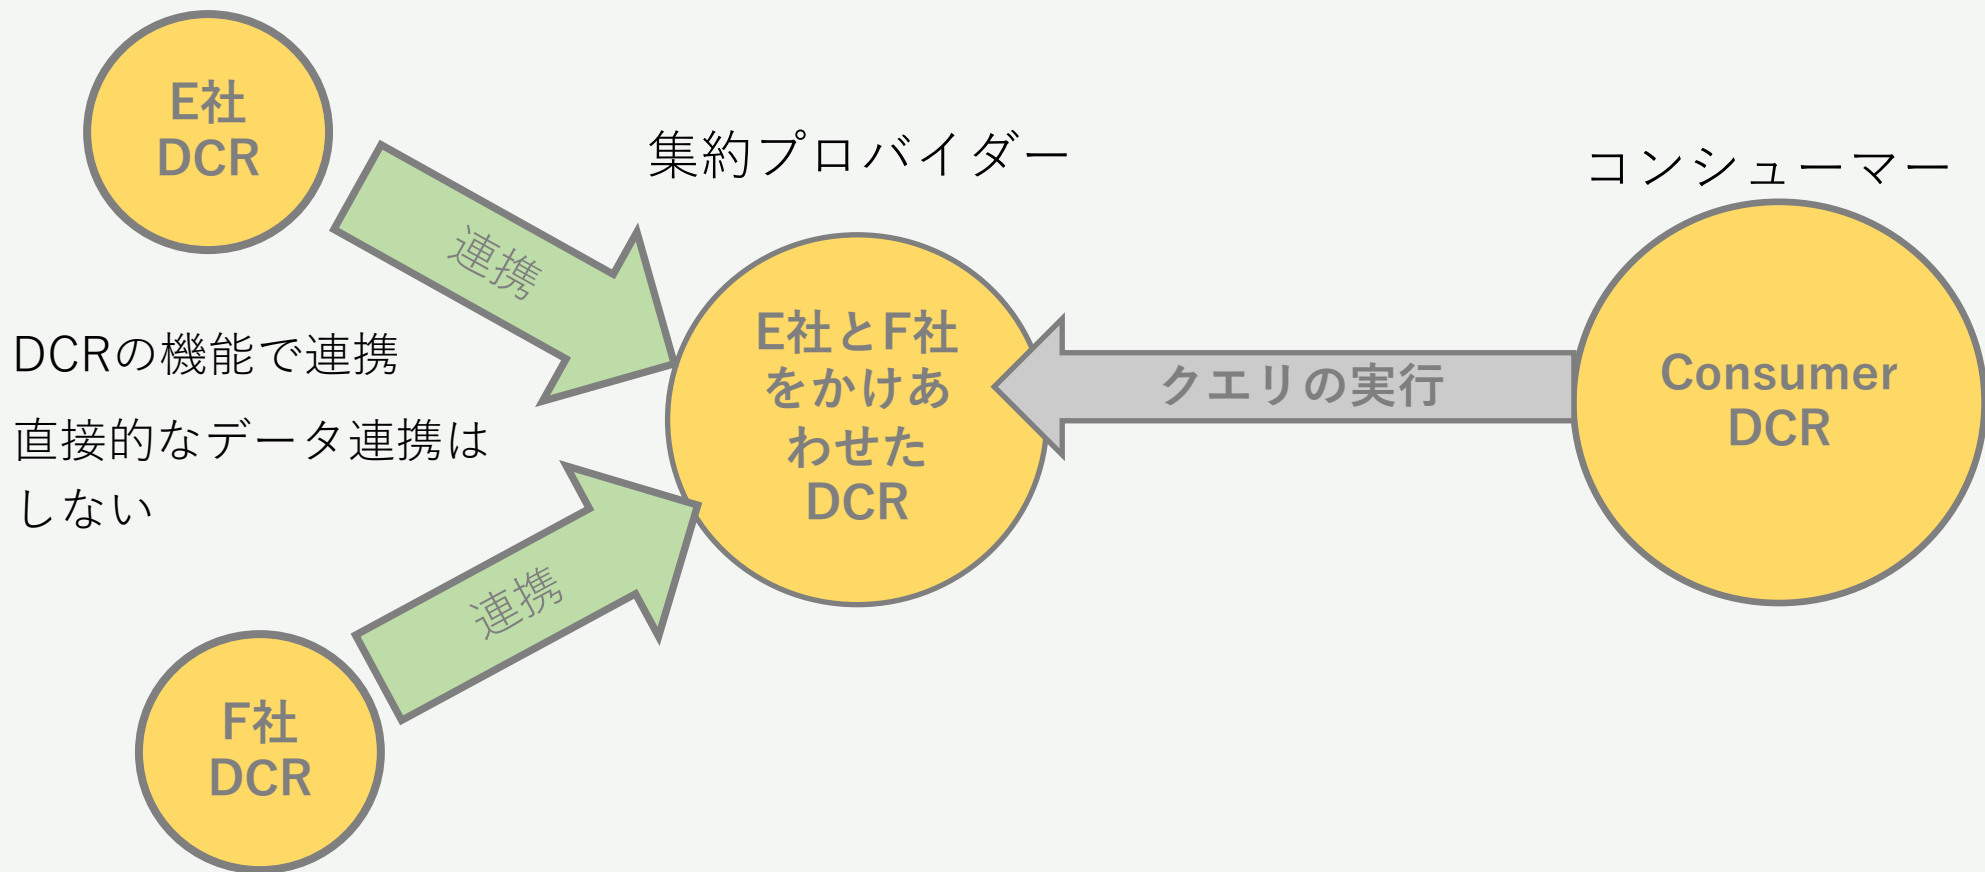 E社
DCR
連携
集約プロバイダー
コンシューマー
DCRの機能で連携
直接的なデータ連携は
しない
E社とF社
をかけあ
わせた
DCR
クエリの実行
Consumer
DCR
連携
F社
DCR